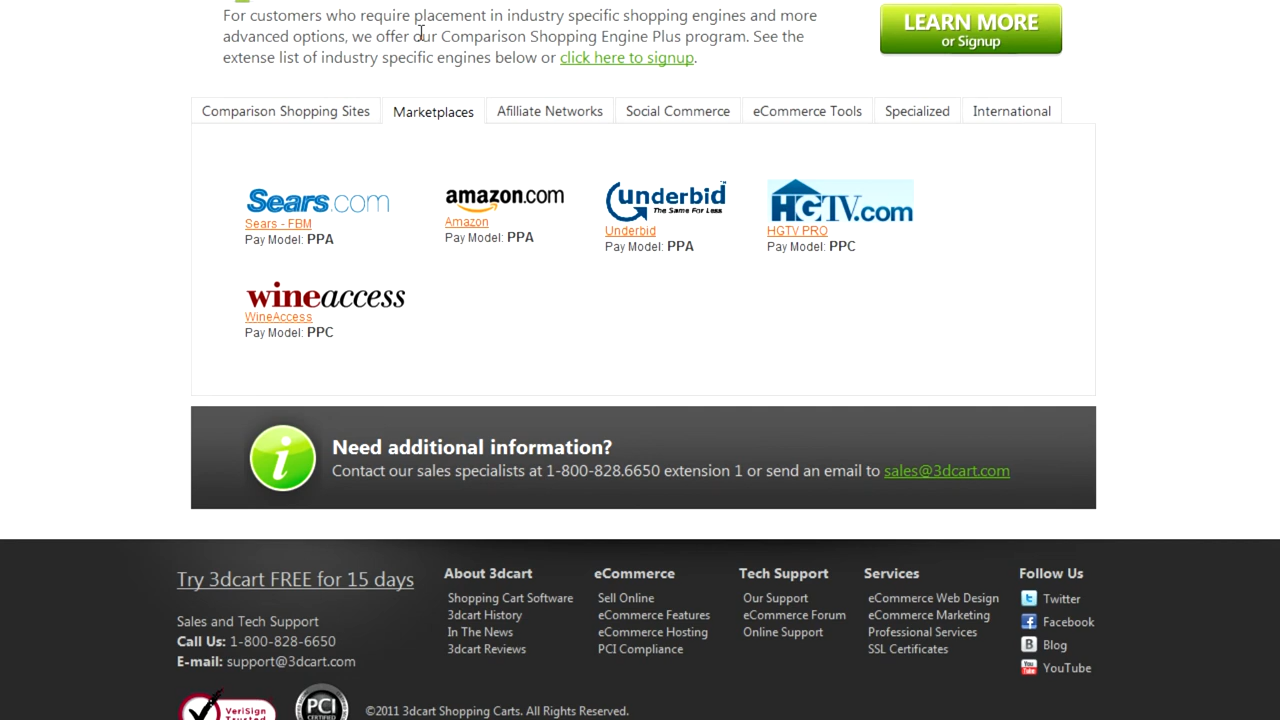 For customers who require placement in industry specific shopping engines and more
advanced options, we offer our Comparison Shopping Engine Plus program. See the
extense list of industry specific engines below or click here to signup.
LEARN MORE
or Signup
Comparison Shopping Sites Marketplaces Afilliate Networks Social Commerce eCommerce Tools Specialized International
Sears.com
Sears - FBM
Pay Model: PPA
amazon.com
Amazon
Pay Model: PPA
underbid
The Same For Less
Underbid
Pay Model: PPA
HGTV.com
HGTV PRO
Pay Model: PPC
wineaccess
WineAccess
Pay Model: PPC
Need additional information?
Contact our sales specialists at 1-800-828.6650 extension 1 or send an email to sales@3dcart.com
Try 3dcart FREE for 15 days
Sales and Tech Support
Call Us: 1-800-828-6650
E-mail: support@3dcart.com
About 3dcart
Shopping Cart Software
3dcart History
In The News
3dcart Reviews
eCommerce
Sell Online
eCommerce Features
eCommerce Hosting
PCI Compliance
Tech Support
Our Support
eCommerce Forum
Online Support
Services
eCommerce Web Design
eCommerce Marketing
Professional Services
SSL Certificates
Follow Us
Twitter
Facebook
Blog
YouTube
VeriSign
Trusted
PCI
CERTIFIED
©2011 3dcart Shopping Carts. All Rights Reserved.